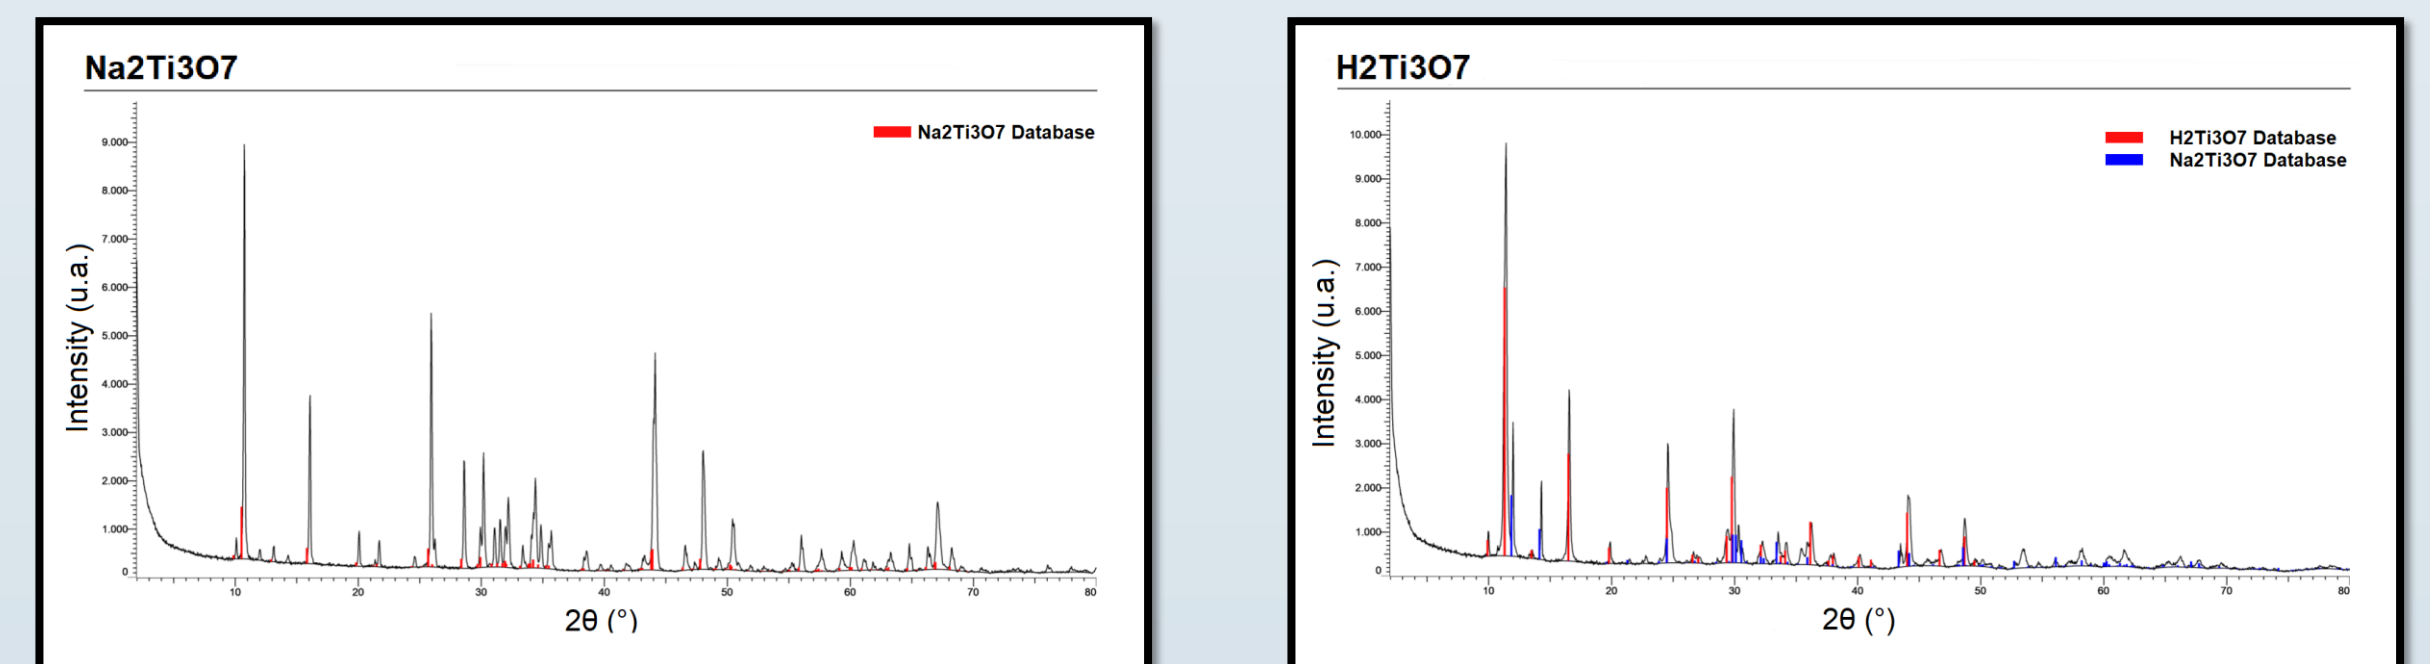 Na2Ti3O7
Na2Ti3O7 Database
9.000
8.000
7.000
6.000
5.000
4.000
3.000
2.000
1.000
0
Intensity (u.a.)
10 20 30 40 50 60 70 80
2θ (°)
H2Ti3O7
H2Ti3O7 Database
Na2Ti3O7 Database
10.000
9.000
8.000
7.000
6.000
5.000
4.000
3.000
2.000
1.000
0
Intensity (u.a.)
10 20 30 40 50 60 70 80
2θ (°)